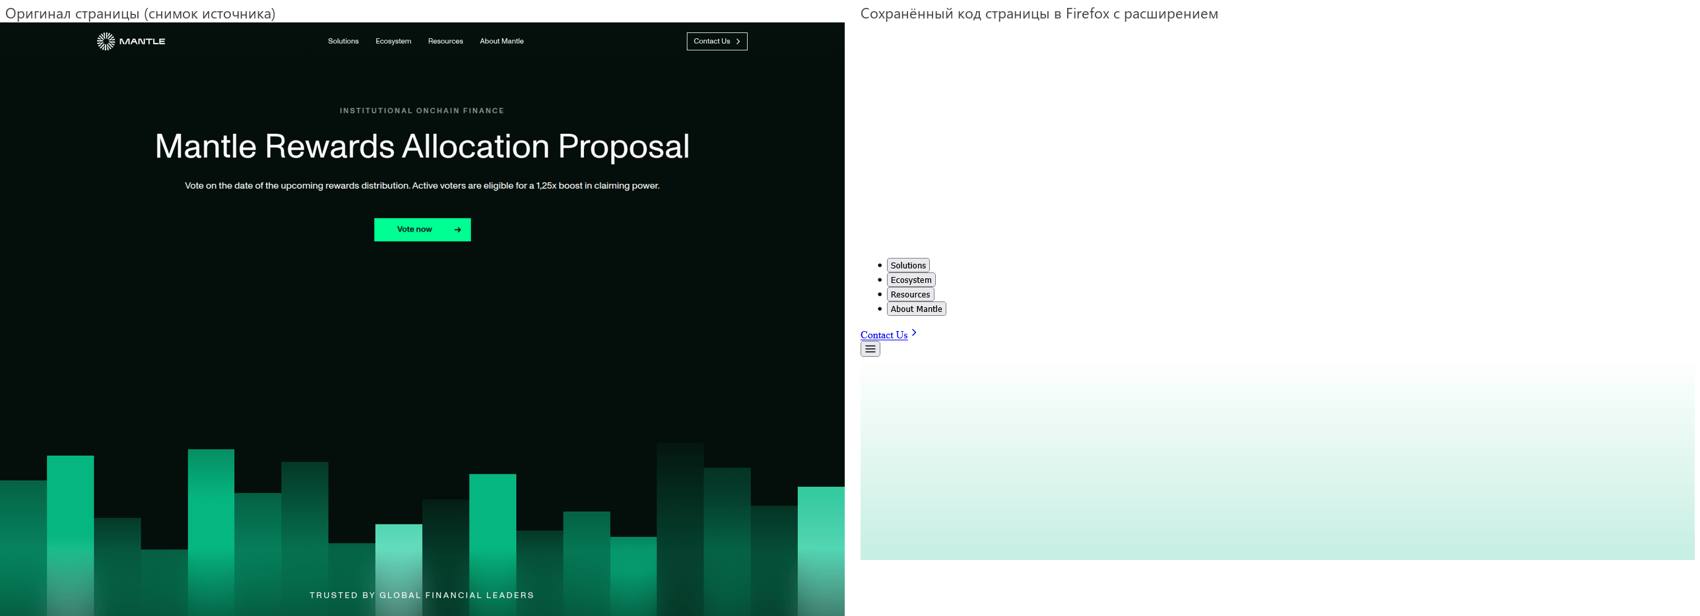 Оригинал страницы (снимок источника)
MANTLE
Solutions
Ecosystem
Resources
About Mantle
Contact Us
INSTITUTIONAL ONCHAIN FINANCE
Mantle Rewards Allocation Proposal
Vote on the date of the upcoming rewards distribution. Active voters are eligible for a 1,25x boost in claiming power.
Vote now
TRUSTED BY GLOBAL FINANCIAL LEADERS
Сохранённый код страницы в Firefox с расширением
Solutions
Ecosystem
Resources
About Mantle
Contact Us